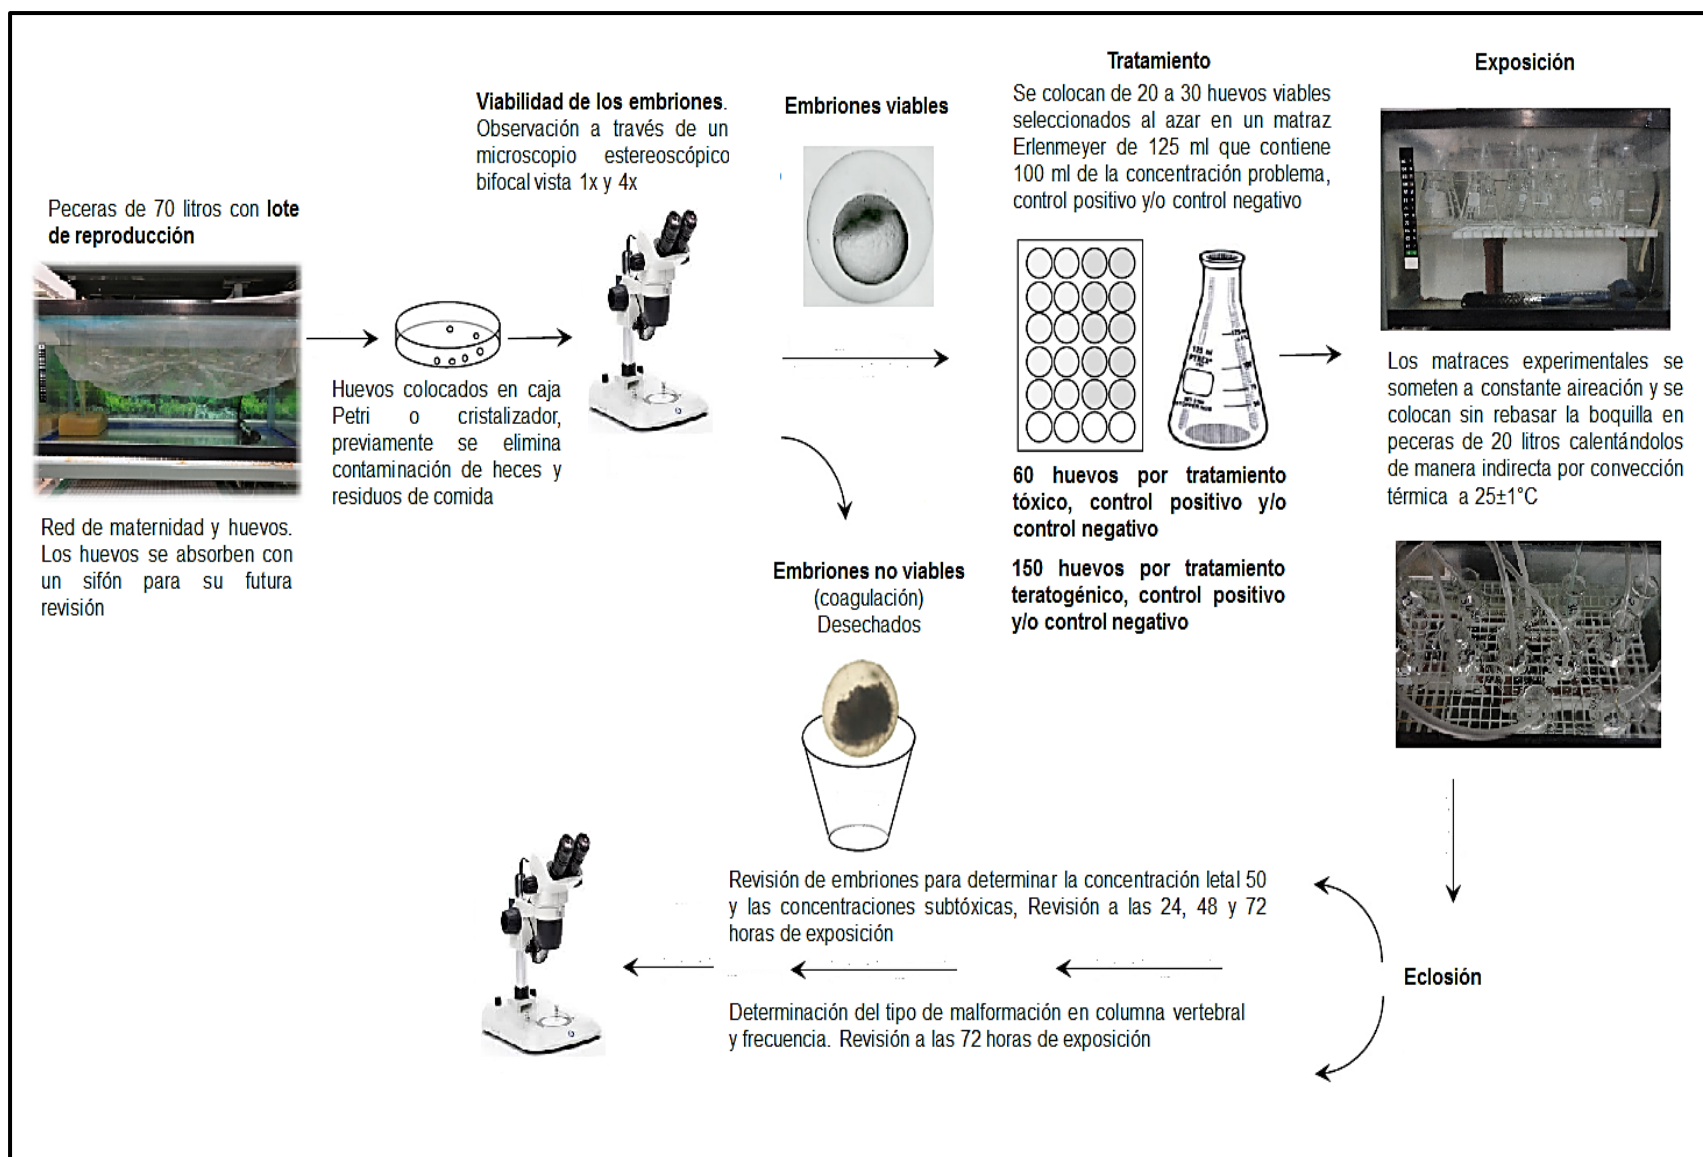 Peceras de 70 litros con lote
de reproducción
Red de maternidad y huevos.
Los huevos se absorben con
un sifón para su futura
revisión
Huevos colocados en caja
Petri o cristalizador,
previamente se elimina
contaminación de heces y
residuos de comida
Viabilidad de los embriones.
Observación a través de un
microscopio estereoscópico
bifocal vista 1x y 4x
Embriones viables
Embriones no viables
(coagulación)
Desechados
Tratamiento
Se colocan de 20 a 30 huevos viables
seleccionados al azar en un matraz
Erlenmeyer de 125 ml que contiene
100 ml de la concentración problema,
control positivo y/o control negativo
60 huevos por tratamiento
tóxico, control positivo y/o
control negativo
150 huevos por tratamiento
teratogénico, control positivo
y/o control negativo
Exposición
Los matraces experimentales se
someten a constante aireación y se
colocan sin rebasar la boquilla en
peceras de 20 litros calentándolos
de manera indirecta por convección
térmica a 25±1°C
Eclosión
Revisión de embriones para determinar la concentración letal 50
y las concentraciones subtóxicas, Revisión a las 24, 48 y 72
horas de exposición
Determinación del tipo de malformación en columna vertebral
y frecuencia. Revisión a las 72 horas de exposición